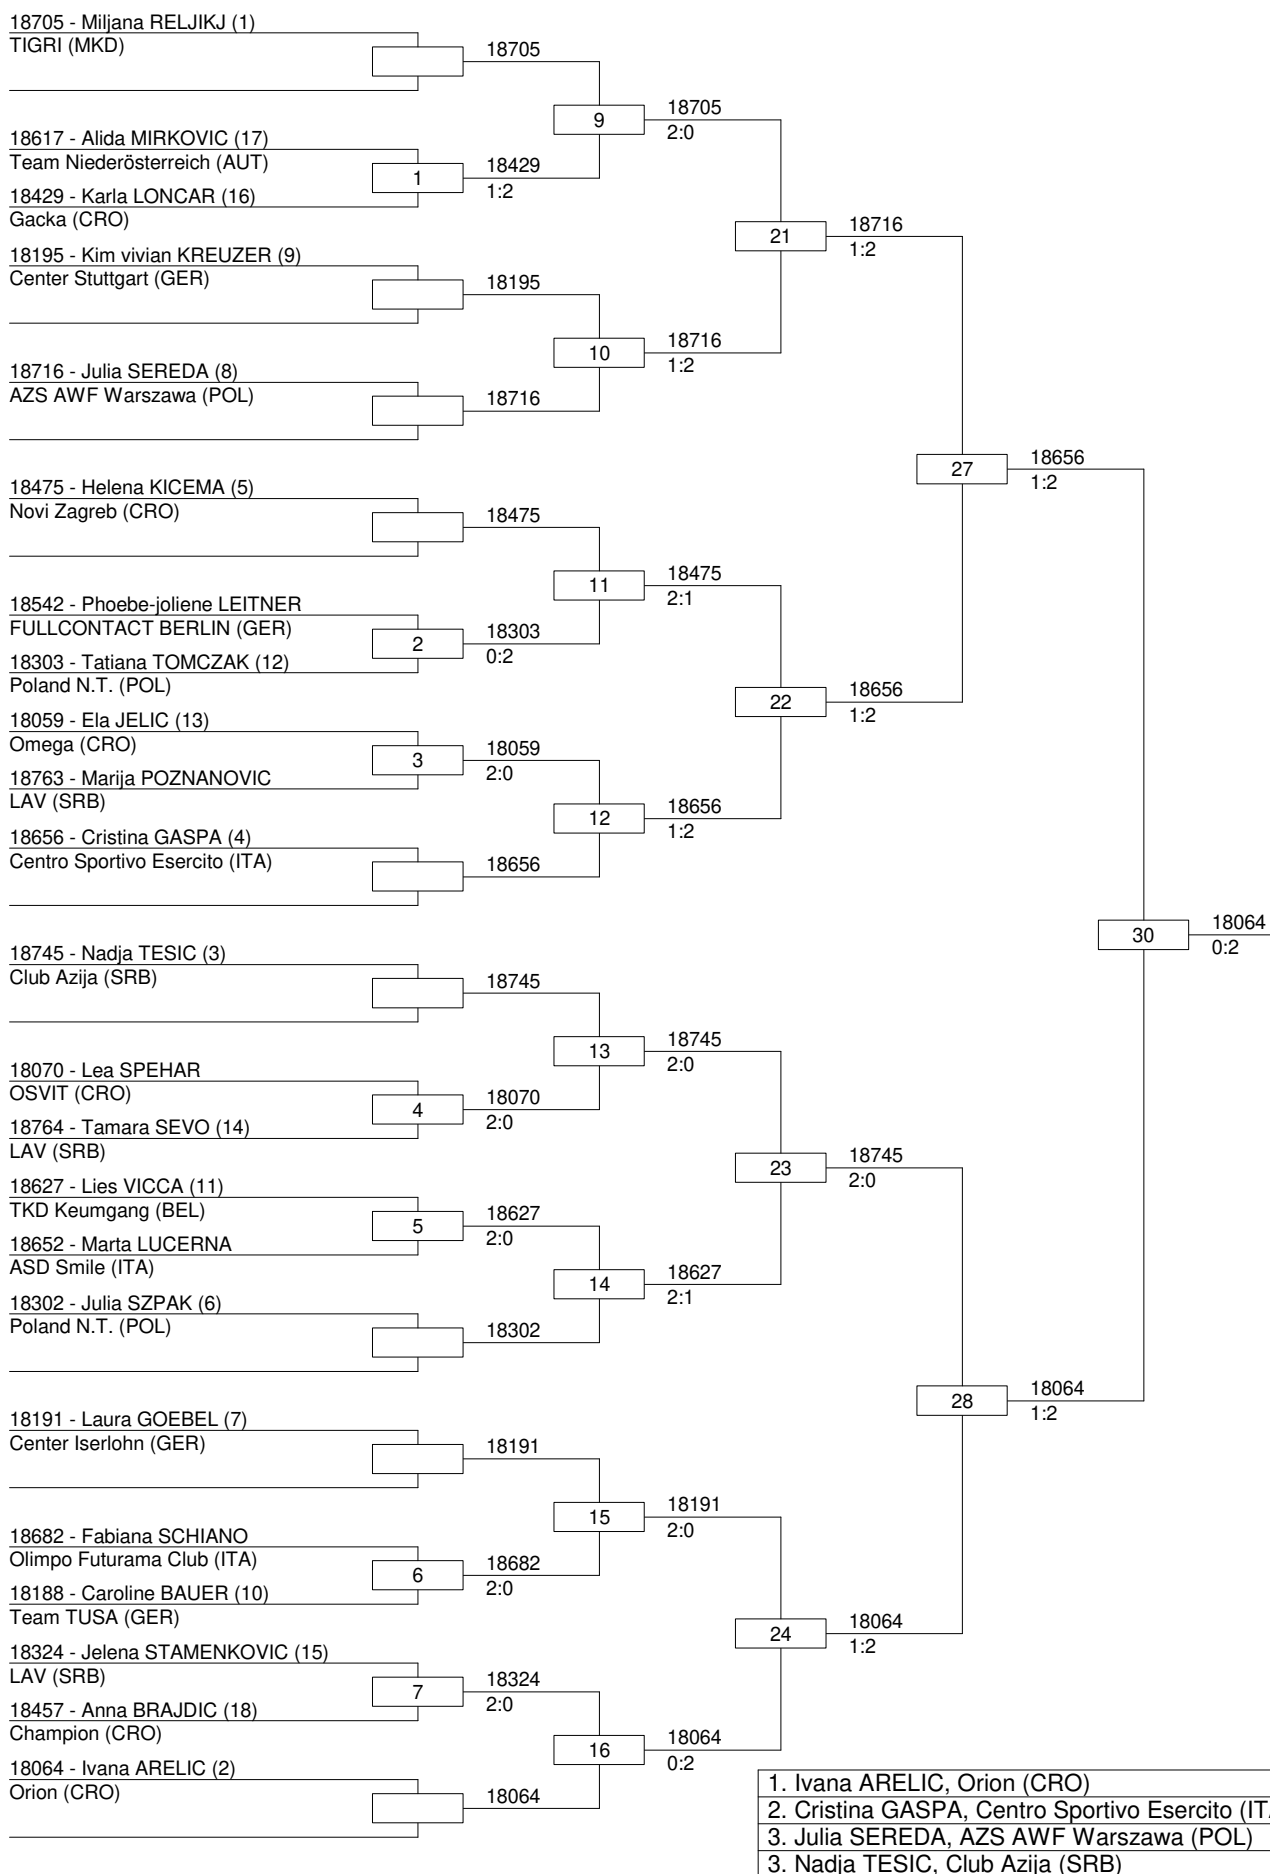 18705 - Miljana RELJIKJ (1)
TIGRI (MKD)
18705
18705
9
2:0
18617 - Alida MIRKOVIC (17)
Team Niederösterreich (AUT)
1
18429
1:2
18429 - Karla LONCAR (16)
Gacka (CRO)
21
18716
1:2
18195 - Kim vivian KREUZER (9)
Center Stuttgart (GER)
18195
10
18716
1:2
18716 - Julia SEREDA (8)
AZS AWF Warszawa (POL)
18716
27
18656
1:2
18475 - Helena KICEMA (5)
Novi Zagreb (CRO)
18475
11
18475
2:1
18542 - Phoebe-joliene LEITNER
FULLCONTACT BERLIN (GER)
2
18303
0:2
18303 - Tatiana TOMCZAK (12)
Poland N.T. (POL)
22
18656
1:2
18059 - Ela JELIC (13)
Omega (CRO)
3
18059
2:0
18763 - Marija POZNANOVIC
LAV (SRB)
12
18656
1:2
18656 - Cristina GASPA (4)
Centro Sportivo Esercito (ITA)
18656
30
18064
0:2
18745 - Nadja TESIC (3)
Club Azija (SRB)
18745
13
18745
2:0
18070 - Lea SPEHAR
OSVIT (CRO)
4
18070
2:0
18764 - Tamara SEVO (14)
LAV (SRB)
23
18745
2:0
18627 - Lies VICCA (11)
TKD Keumgang (BEL)
5
18627
2:0
18652 - Marta LUCERNA
ASD Smile (ITA)
14
18627
2:1
18302 - Julia SZPAK (6)
Poland N.T. (POL)
18302
28
18064
1:2
18191 - Laura GOEBEL (7)
Center Iserlohn (GER)
18191
15
18191
2:0
18682 - Fabiana SCHIANO
Olimpo Futurama Club (ITA)
6
18682
2:0
18188 - Caroline BAUER (10)
Team TUSA (GER)
24
18064
1:2
18324 - Jelena STAMENKOVIC (15)
LAV (SRB)
7
18324
2:0
18457 - Anna BRAJDIC (18)
Champion (CRO)
16
18064
0:2
18064 - Ivana ARELIC (2)
Orion (CRO)
18064
1. Ivana ARELIC, Orion (CRO)
2. Cristina GASPA, Centro Sportivo Esercito (IT
3. Julia SEREDA, AZS AWF Warszawa (POL)
3. Nadja TESIC, Club Azija (SRB)